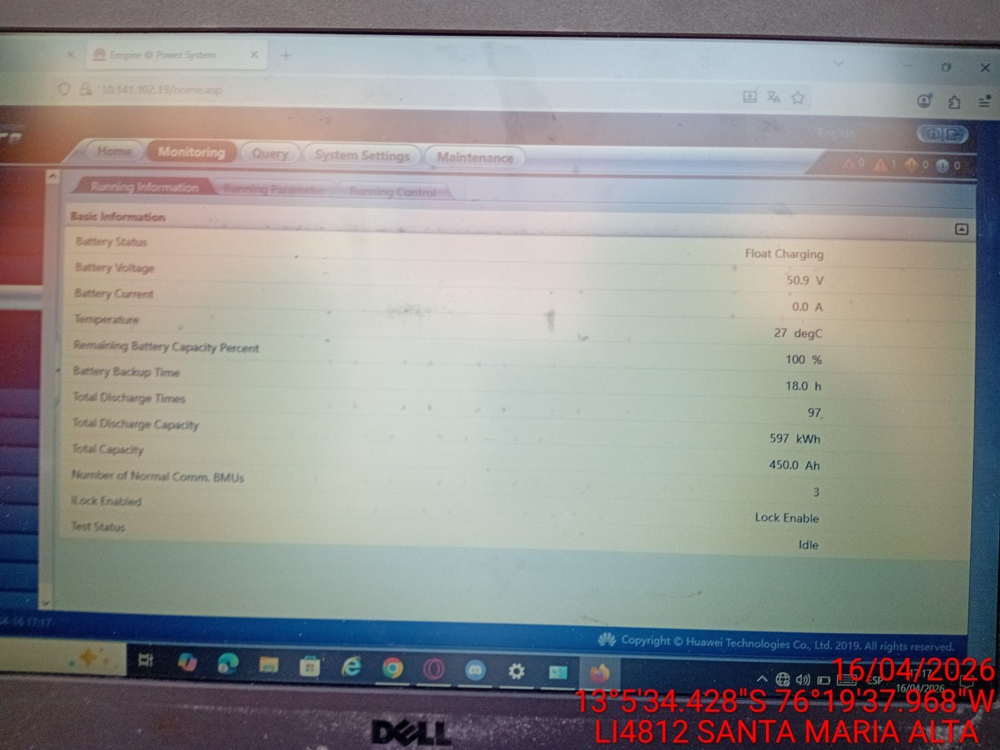 Enspire @ Power System
10.141.102.19/home.asp
English
Home Monitoring Query System Settings Maintenance
0 1 0 0
Running Information Running Parameter Running Control
Basic Information
Battery Status Float Charging
Battery Voltage 50.9 V
Battery Current 0.0 A
Temperature 27 degC
Remaining Battery Capacity Percent 100 %
Battery Backup Time 18.0 h
Total Discharge Times 97
Total Discharge Capacity 597 kWh
Total Capacity 450.0 Ah
Number of Normal Comm. BMUs 3
iLock Enabled Lock Enable
Test Status Idle
Copyright © Huawei Technologies Co., Ltd. 2019. All rights reserved.
ESP 17:17
16/04/2026
16/04/2026
13°5'34.428"S 76°19'37.968"W
LI4812 SANTA MARIA ALTA
DELL